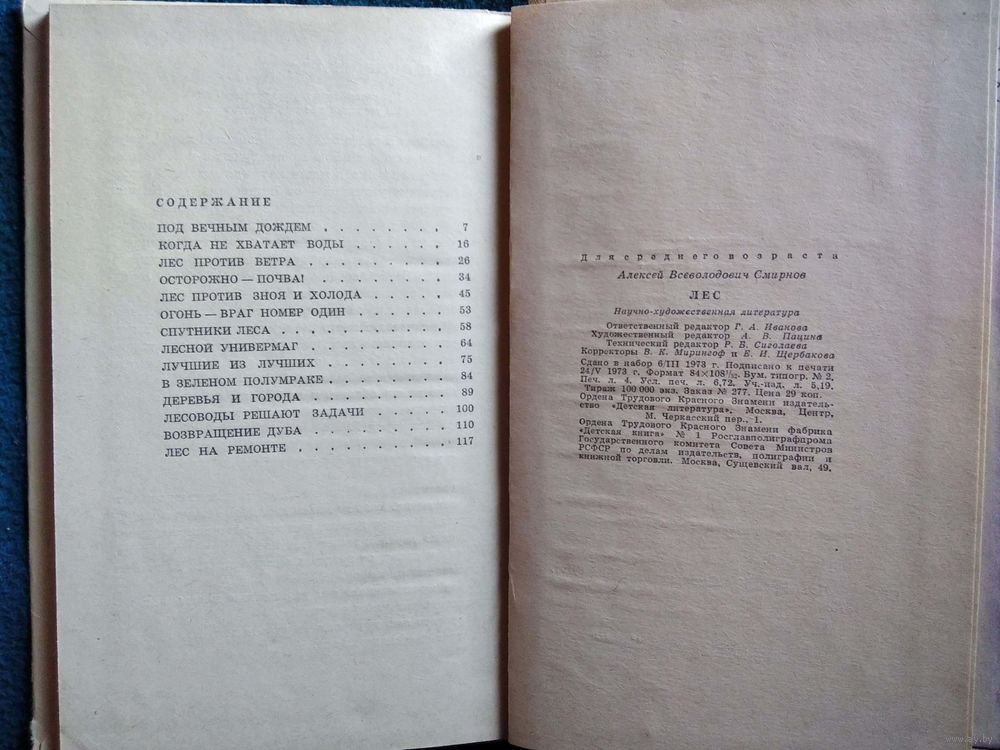 СОДЕРЖАНИЕ
ПОД ВЕЧНЫМ ДОЖДЕМ . . . . . . . . 7
КОГДА НЕ ХВАТАЕТ ВОДЫ . . . . . . 16
ЛЕС ПРОТИВ ВЕТРА . . . . . . . . . 26
ОСТОРОЖНО — ПОЧВА! . . . . . . . . 34
ЛЕС ПРОТИВ ЗНОЯ И ХОЛОДА . . . . . 45
ОГОНЬ — ВРАГ НОМЕР ОДИН . . . . . . 53
СПУТНИКИ ЛЕСА . . . . . . . . . . 58
ЛЕСНОЙ УНИВЕРМАГ . . . . . . . . . 64
ЛУЧШИЕ ИЗ ЛУЧШИХ . . . . . . . . 75
В ЗЕЛЕНОМ ПОЛУМРАКЕ . . . . . . . 84
ДЕРЕВЬЯ И ГОРОДА . . . . . . . . . 89
ЛЕСОВОДЫ РЕШАЮТ ЗАДАЧИ . . . . . 100
ВОЗВРАЩЕНИЕ ДУБА . . . . . . . . . 110
ЛЕС НА РЕМОНТЕ . . . . . . . . . . 117
Для среднего возраста
Алексей Всеволодович Смирнов
ЛЕС
Научно-художественная литература
Ответственный редактор Г. А. Иванова
Художественный редактор А. В. Пацина
Технический редактор Р. Б. Сиголаева
Корректоры В. К. Мирингоф и Е. И. Щербакова
Сдано в набор 6/III 1973 г. Подписано к печати
24/V 1973 г. Формат 84×108¹/₃₂. Бум. типогр. № 2.
Печ. л. 4. Усл. печ. л. 6,72. Уч.-изд. л. 5,19.
Тираж 100 000 экз. Заказ № 277. Цена 29 коп.
Ордена Трудового Красного Знамени издатель-
ство «Детская литература». Москва, Центр,
М. Черкасский пер., 1.
Ордена Трудового Красного Знамени фабрика
«Детская книга» № 1 Росглавполиграфпрома
Государственного комитета Совета Министров
РСФСР по делам издательств, полиграфии и
книжной торговли. Москва, Сущевский вал, 49.
www.ay.by